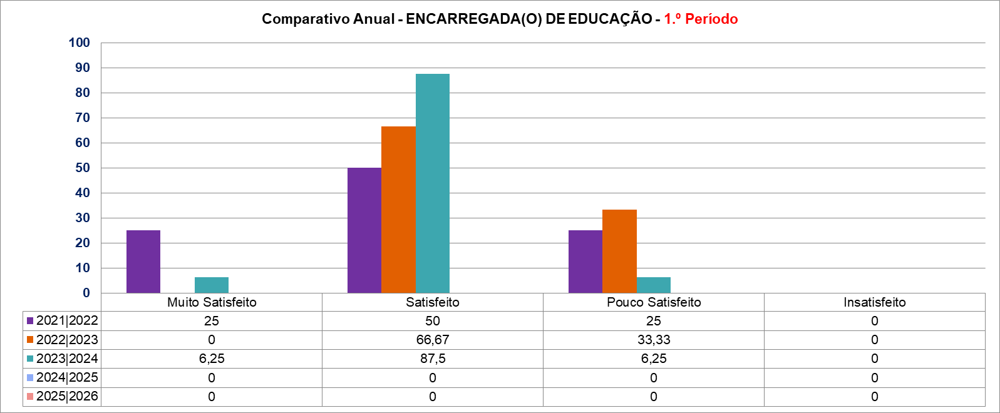 Comparativo Anual - ENCARREGADA(O) DE EDUCAÇÃO - 1.º Período
100
90
80
70
60
50
40
30
20
10
0
Muito Satisfeito Satisfeito Pouco Satisfeito Insatisfeito
2021|2022 25 50 25 0
2022|2023 0 66,67 33,33 0
2023|2024 6,25 87,5 6,25 0
2024|2025 0 0 0 0
2025|2026 0 0 0 0